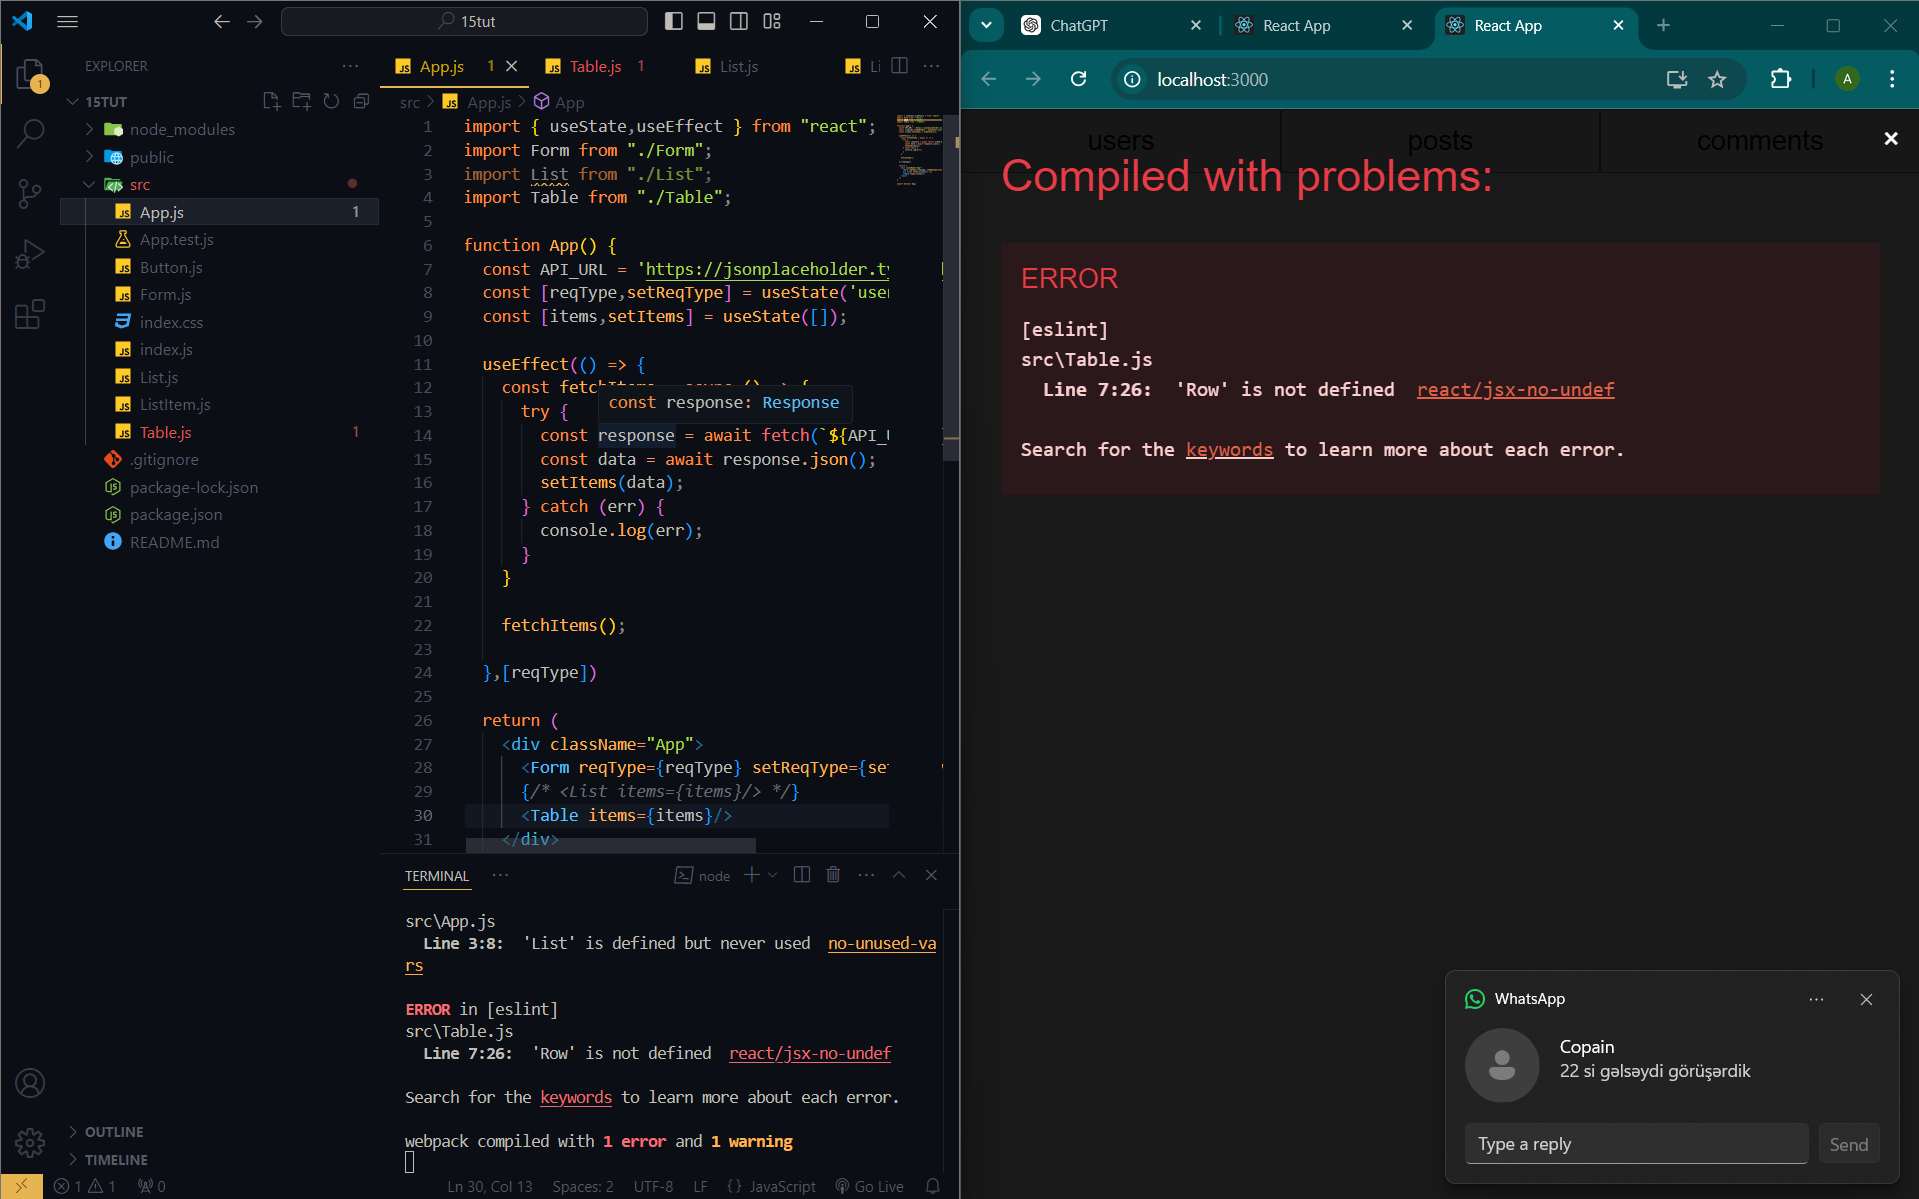 15tut
EXPLORER
15TUT
node_modules
public
src
App.js 1
App.test.js
Button.js
Form.js
index.css
index.js
List.js
ListItem.js
Table.js 1
.gitignore
package-lock.json
package.json
README.md
OUTLINE
TIMELINE
App.js 1
Table.js 1
List.js
Li
src > App.js > App
1 import { useState,useEffect } from "react";
2 import Form from "./Form";
3 import List from "./List";
4 import Table from "./Table";
5
6 function App() {
7 const API_URL = 'https://jsonplaceholder.ty
8 const [reqType,setReqType] = useState('user
9 const [items,setItems] = useState([]);
10
11 useEffect(() => {
12 const fetchItems = async () => {
const response: Response
13 try {
14 const response = await fetch(`${API_U
15 const data = await response.json();
16 setItems(data);
17 } catch (err) {
18 console.log(err);
19 }
20 }
21
22 fetchItems();
23
24 },[reqType])
25
26 return (
27 <div className="App">
28 <Form reqType={reqType} setReqType={set
29 {/* <List items={items}/> */}
30 <Table items={items}/>
31 </div>
TERMINAL
node
src\App.js
Line 3:8: 'List' is defined but never used no-unused-va
rs
ERROR in [eslint]
src\Table.js
Line 7:26: 'Row' is not defined react/jsx-no-undef
Search for the keywords to learn more about each error.
webpack compiled with 1 error and 1 warning
1 1 0
Ln 30, Col 13
Spaces: 2
UTF-8
LF
{} JavaScript
Go Live
ChatGPT
React App
React App
localhost:3000
A
users
posts
comments
Compiled with problems:
ERROR
[eslint]
src\Table.js
Line 7:26: 'Row' is not defined react/jsx-no-undef
Search for the keywords to learn more about each error.
WhatsApp
Copain
22 si gəlsəydi görüşərdik
Type a reply
Send